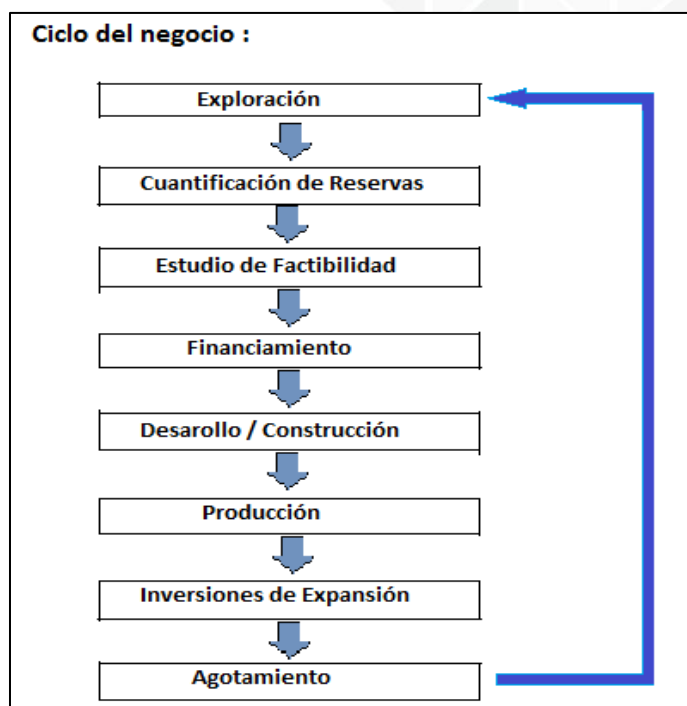 Ciclo del negocio :
Exploración
Cuantificación de Reservas
Estudio de Factibilidad
Financiamiento
Desarollo / Construcción
Producción
Inversiones de Expansión
Agotamiento